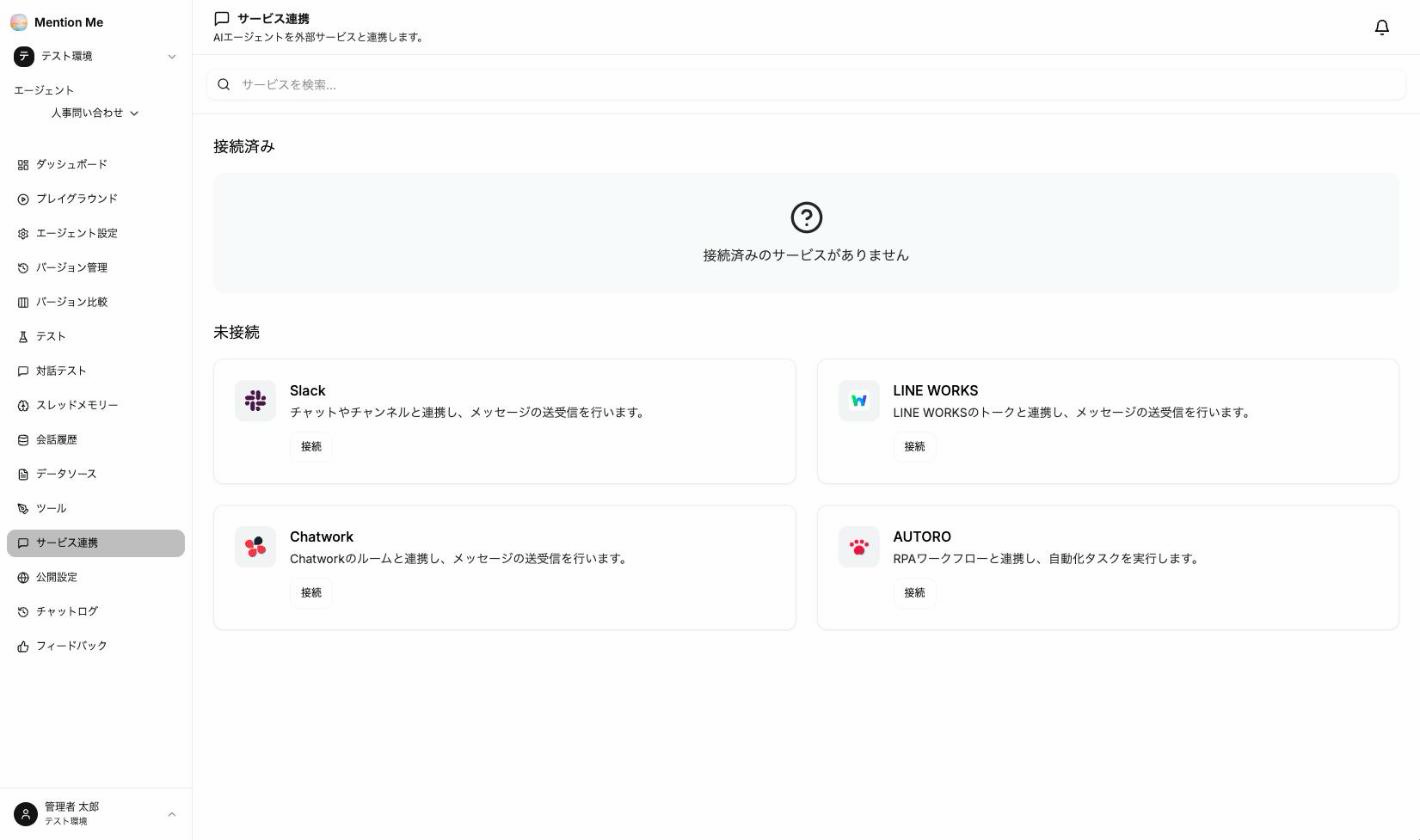 Mention Me
テ テスト環境
エージェント
人事問い合わせ
ダッシュボード
プレイグラウンド
エージェント設定
バージョン管理
バージョン比較
テスト
対話テスト
スレッドメモリー
会話履歴
データソース
ツール
サービス連携
公開設定
チャットログ
フィードバック
管理者 太郎
テスト環境
サービス連携
AIエージェントを外部サービスと連携します。
サービスを検索...
接続済み
接続済みのサービスがありません
未接続
Slack
チャットやチャンネルと連携し、メッセージの送受信を行います。
接続
LINE WORKS
LINE WORKSのトークと連携し、メッセージの送受信を行います。
接続
Chatwork
Chatworkのルームと連携し、メッセージの送受信を行います。
接続
AUTORO
RPAワークフローと連携し、自動化タスクを実行します。
接続